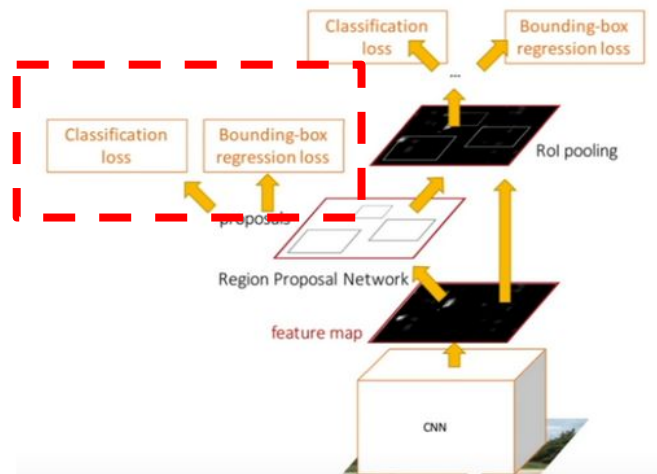 Classification
loss
Bounding-box
regression loss
...
Classification
loss
Bounding-box
regression loss
RoI pooling
proposals
Region Proposal Network
feature map
CNN